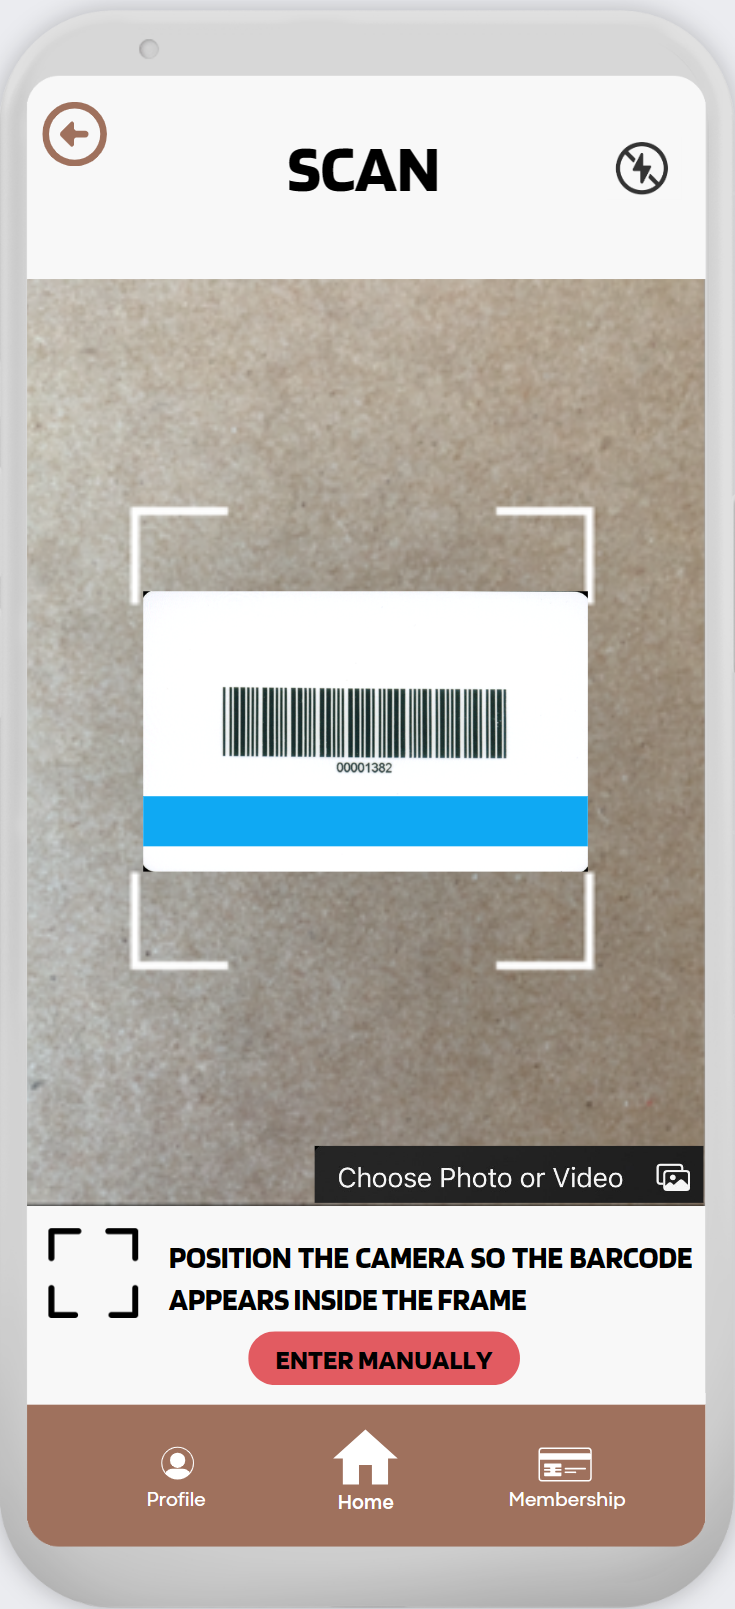 SCAN
00001382
Choose Photo or Video
POSITION THE CAMERA SO THE BARCODE
APPEARS INSIDE THE FRAME
ENTER MANUALLY
Profile
Home
Membership